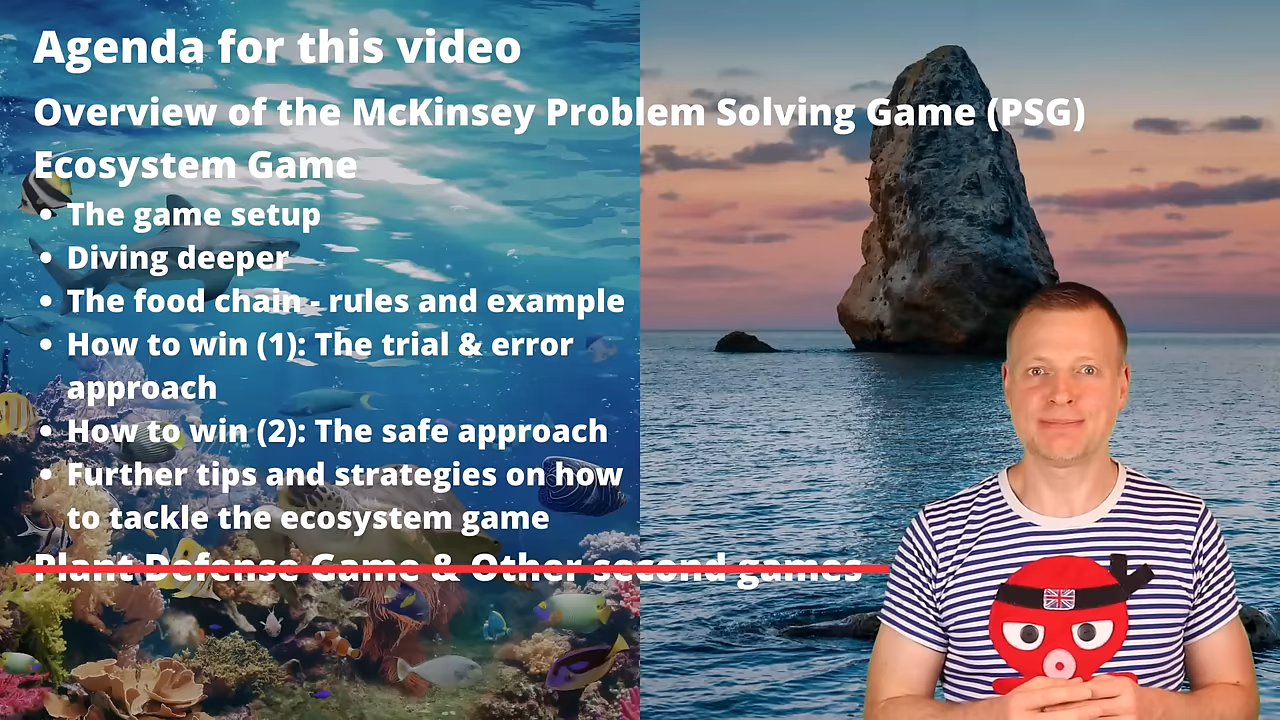 Agenda for this video
Overview of the McKinsey Problem Solving Game (PSG)
Ecosystem Game
• The game setup
• Diving deeper
• The food chain - rules and example
• How to win (1): The trial & error
approach
• How to win (2): The safe approach
• Further tips and strategies on how
to tackle the ecosystem game
Plant Defense Game & Other second games